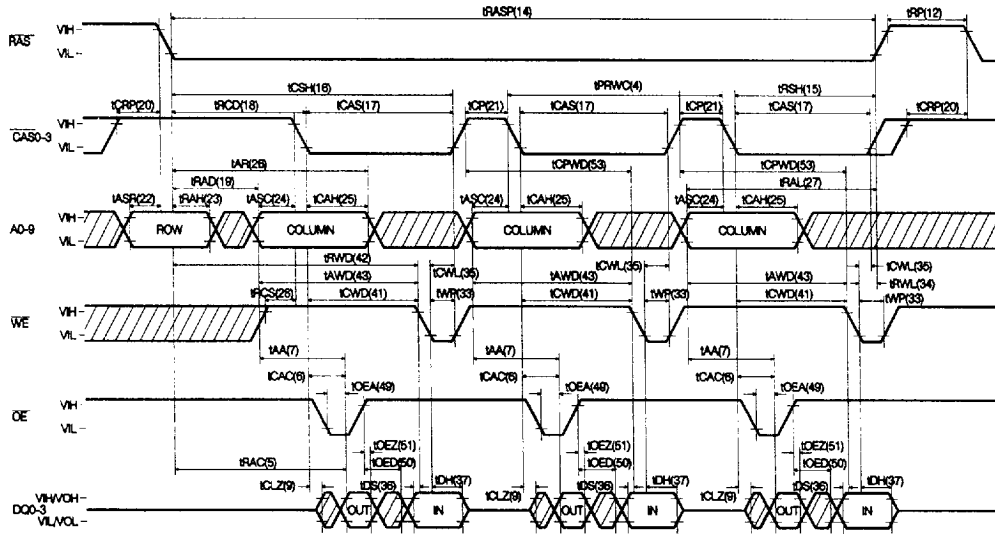 tRASP(14) tRP(12)
VIH
RAS
VIL
tCSH(16) tPRWC(4) tRSH(15)
tCRP(20) tRCD(18) tCAS(17) tCP(21) tCAS(17) tCP(21) tCAS(17) tCRP(20)
VIH
CAS0-3
VIL
tAR(26) tCPWD(53) tCPWD(53)
tRAD(19) tRAL(27)
tASR(22) tRAH(23) tASC(24) tCAH(25) tASC(24) tCAH(25) tASC(24) tCAH(25)
VIH
A0-9 ROW COLUMN COLUMN COLUMN
VIL
tRWD(42) tCWL(35) tCWL(35) tCWL(35)
tAWD(43) tAWD(43) tAWD(43) tRWL(34)
tRCS(28) tCWD(41) tWP(33) tCWD(41) tWP(33) tCWD(41) tWP(33)
VIH
WE
VIL
tAA(7) tAA(7) tAA(7)
tCAC(6) tOEA(49) tCAC(6) tOEA(49) tCAC(6) tOEA(49)
VIH
OE
VIL
tOEZ(51) tOEZ(51) tOEZ(51)
tRAC(5) tOED(50) tOED(50) tOED(50)
tCLZ(9) tDS(36) tDH(37) tCLZ(9) tDS(36) tDH(37) tCLZ(9) tDS(36) tDH(37)
VIH/VOH
DQ0-3 OUT IN OUT IN OUT IN
VIL/VOL